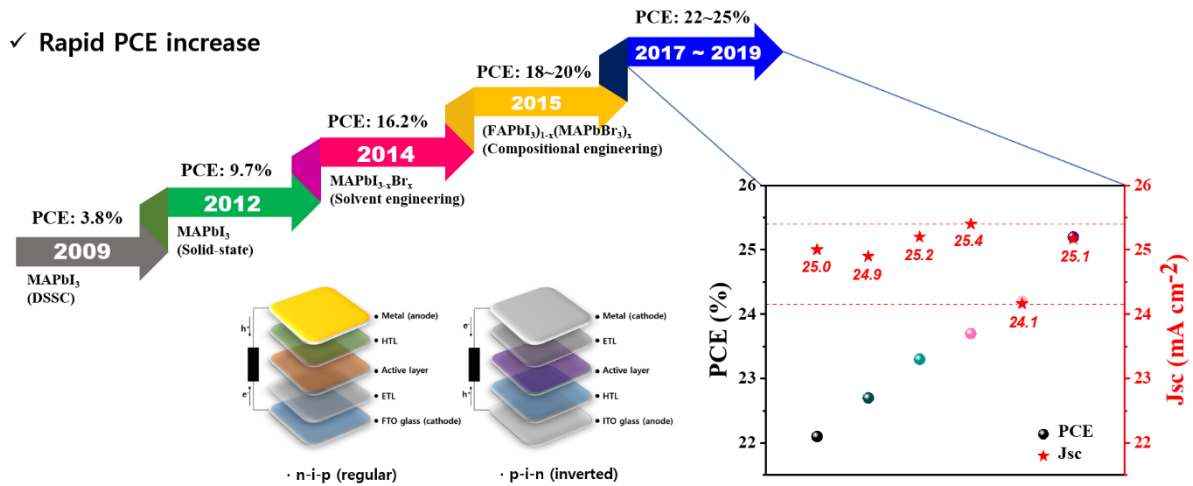 ✓ Rapid PCE increase
PCE: 3.8%
2009
MAPbI₃
(DSSC)
PCE: 9.7%
2012
MAPbI₃
(Solid-state)
PCE: 16.2%
2014
MAPbI₃₋ₓBrₓ
(Solvent engineering)
PCE: 18~20%
2015
(FAPbI₃)₁₋ₓ(MAPbBr₃)ₓ
(Compositional engineering)
PCE: 22~25%
2017 ~ 2019
h⁺
e⁻
• Metal (anode)
• HTL
• Active layer
• ETL
• FTO glass (cathode)
· n-i-p (regular)
e⁻
h⁺
• Metal (cathode)
• ETL
• Active layer
• HTL
• ITO glass (anode)
· p-i-n (inverted)
PCE (%)
26
25
24
23
22
25.0
24.9
25.2
25.4
24.1
25.1
PCE
Jsc
26
25
24
23
22
Jsc (mA cm⁻²)